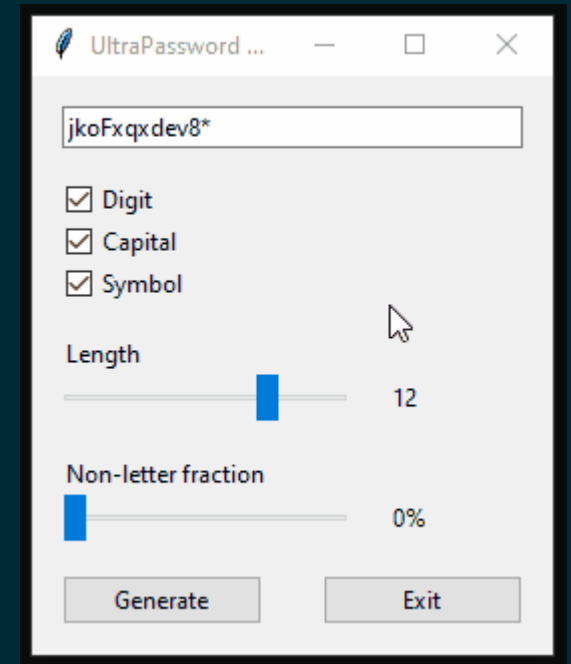 UltraPassword ...
jkoFxqxdev8*
Digit
Capital
Symbol
Length
12
Non-letter fraction
0%
Generate Exit